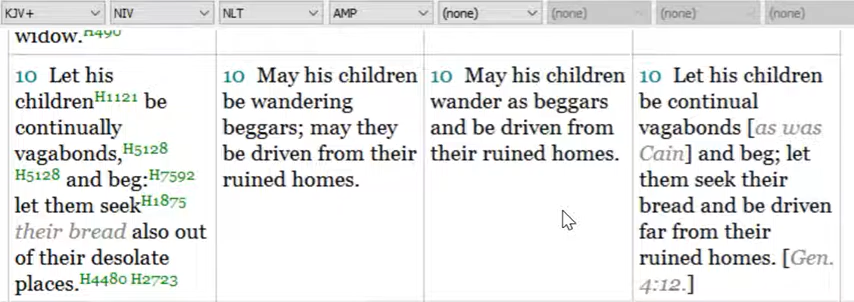 KJV+ NIV NLT AMP (none) (none) (none) (none)
widow.H490
10 Let his
children H1121 be
continually
vagabonds,H5128
H5128 and beg:H7592
let them seek H1875
their bread also out
of their desolate
places.H4480 H2723
10 May his children
be wandering
beggars; may they
be driven from their
ruined homes.
10 May his children
wander as beggars
and be driven from
their ruined homes.
10 Let his children
be continual
vagabonds [as was
Cain] and beg; let
them seek their
bread and be driven
far from their
ruined homes. [Gen.
4:12.]